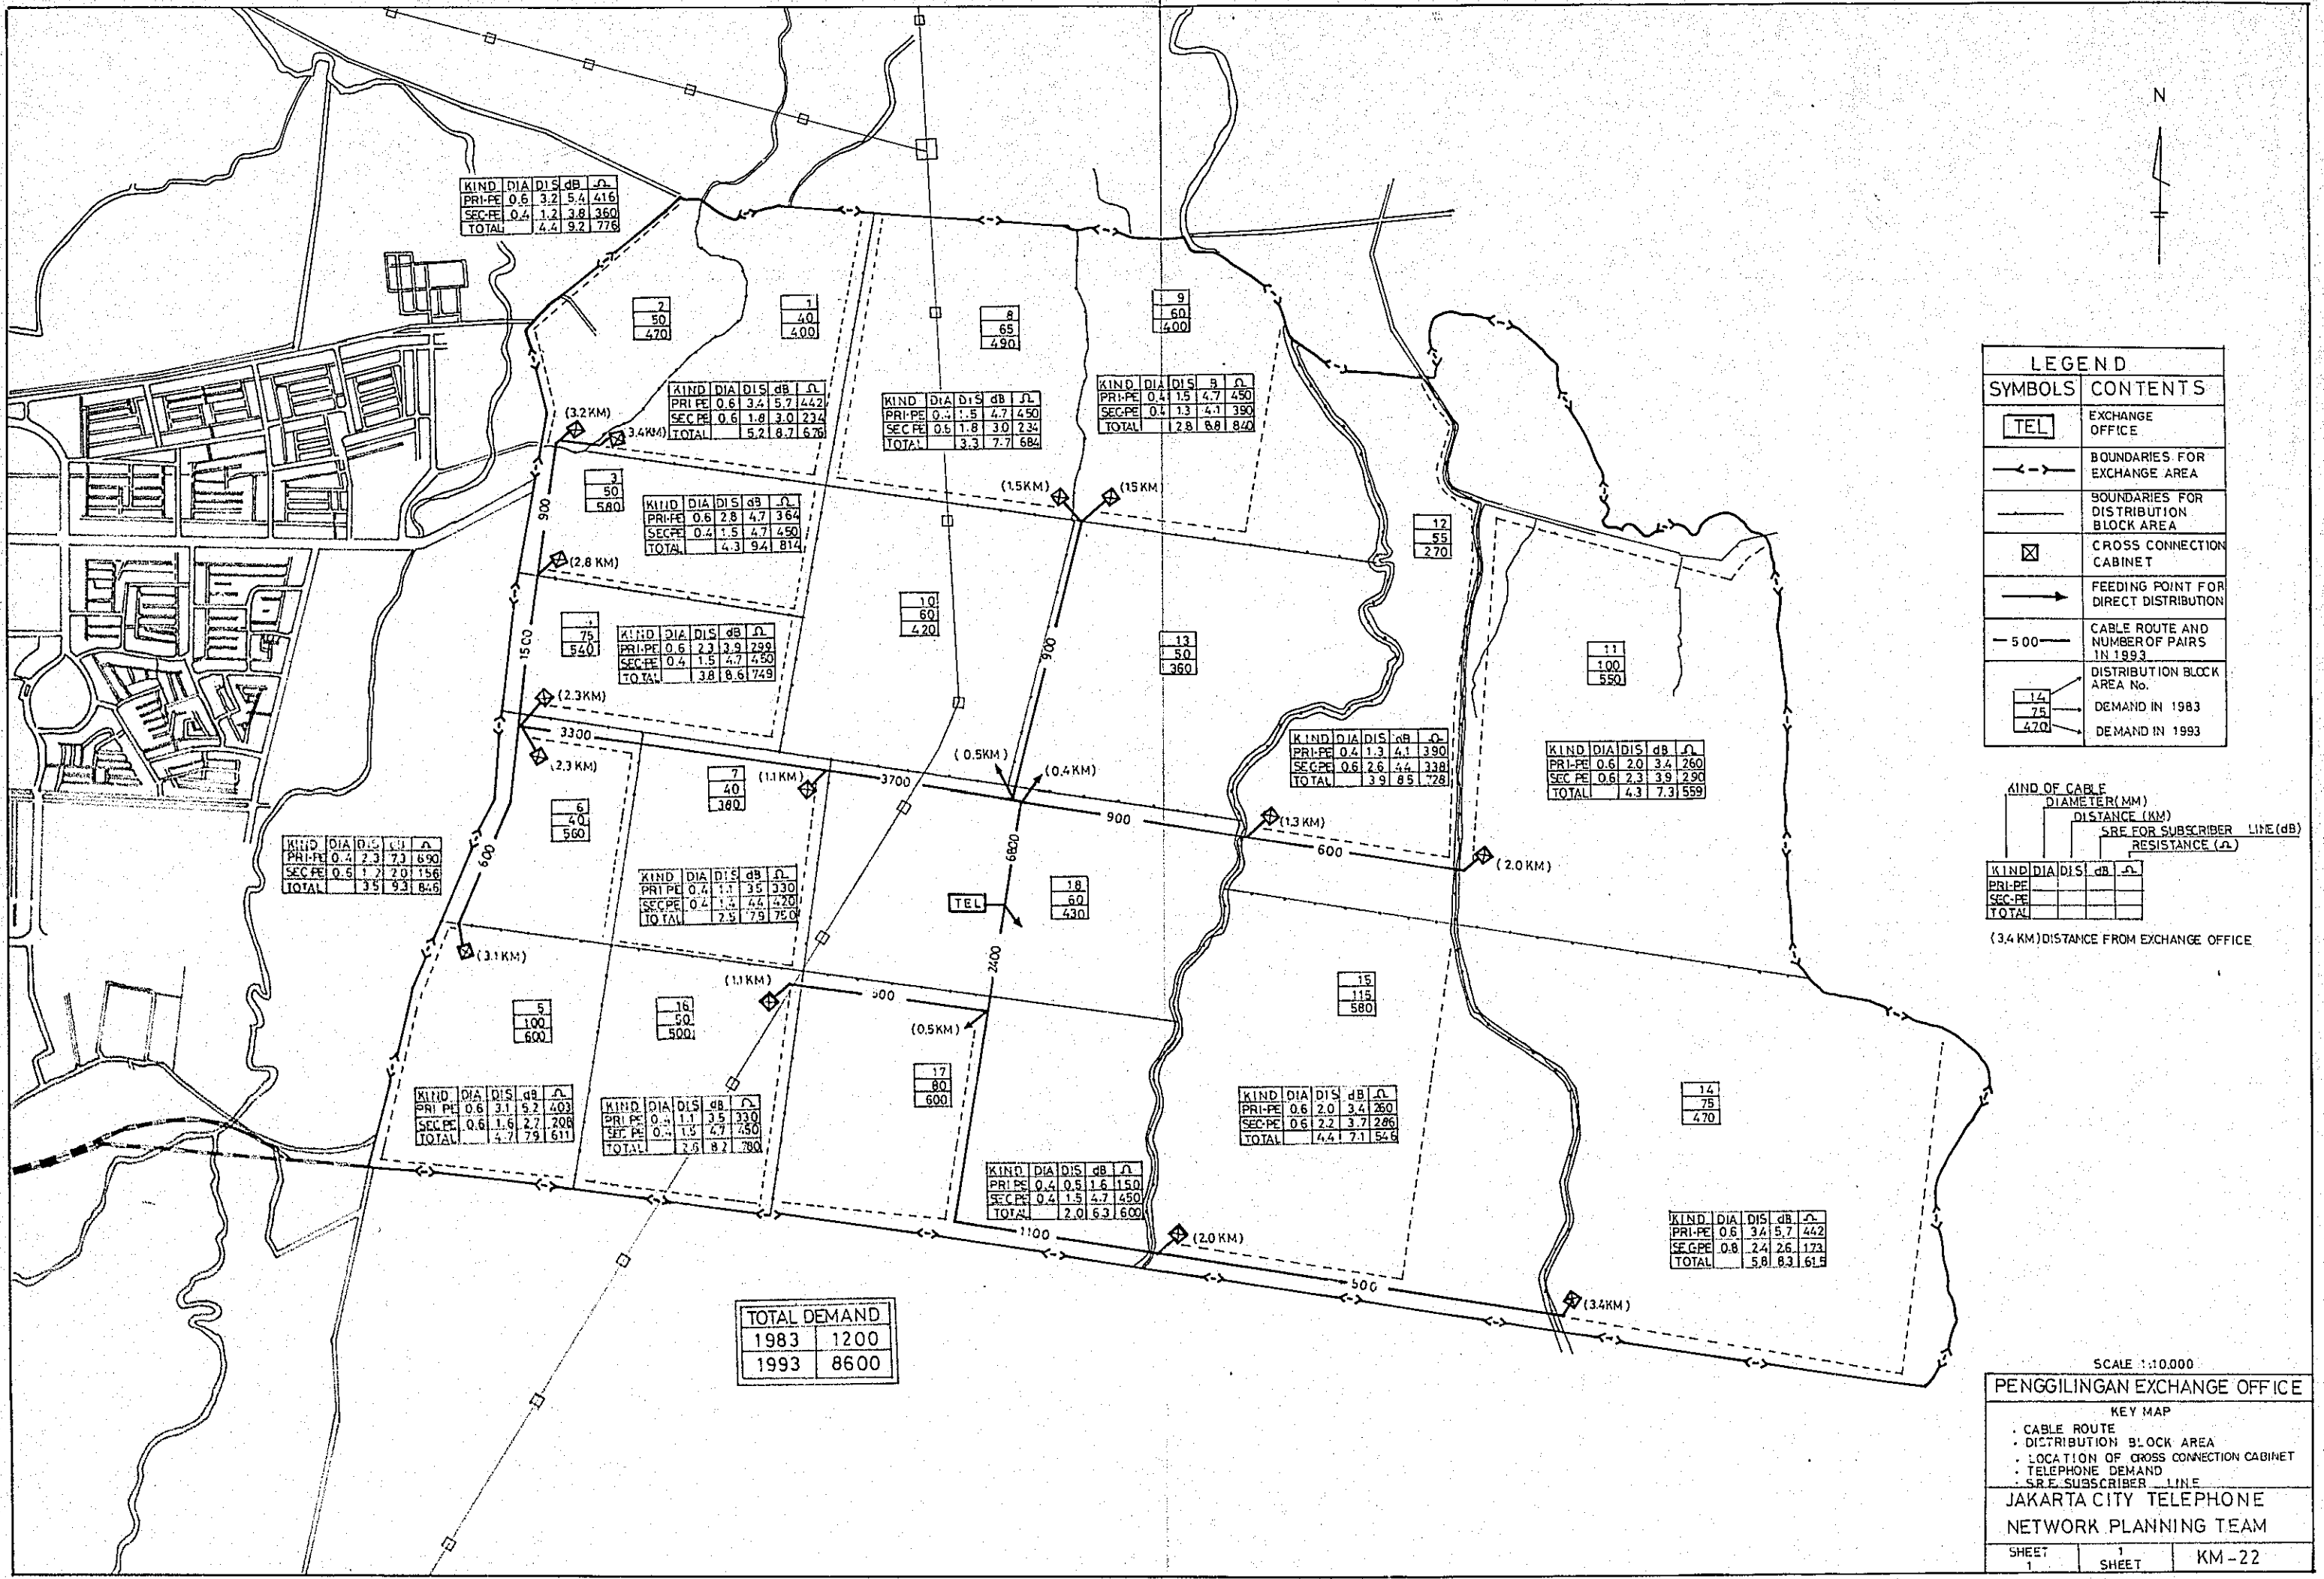 N
KIND DIA DIS dB Ω
PRI-PE 0.6 3.2 5.4 416
SEC-PE 0.4 1.2 3.8 360
TOTAL 4.4 9.2 776
2
50
470
1
40
400
8
65
490
9
60
400
KIND DIA DIS dB Ω
PRI PE 0.6 3.4 5.7 442
SEC PE 0.6 1.8 3.0 234
TOTAL 5.2 8.7 676
KIND DIA DIS dB Ω
PRI-PE 0.4 1.5 4.7 450
SEC PE 0.6 1.8 3.0 234
TOTAL 3.3 7.7 684
KIND DIA DIS B Ω
PRI-PE 0.4 1.5 4.7 450
SEC-PE 0.4 1.3 4.1 390
TOTAL 2.8 8.8 840
(3.2KM)
3.4KM)
3
50
580
KIND DIA DIS dB Ω
PRI-PE 0.6 2.8 4.7 364
SEC-PE 0.4 1.5 4.7 450
TOTAL 4.3 9.4 814
900
(2.8 KM)
(1.5KM)
(15KM
12
55
270
10
60
420
75
540
KIND DIA DIS dB Ω
PRI-PE 0.6 2.3 3.9 299
SEC-PE 0.4 1.5 4.7 450
TOTAL 3.8 8.6 749
1500
900
13
50
360
11
100
550
(2.3KM)
3300
(2.3 KM)
7
40
380
(1.1KM)
3700
(0.5KM)
(0.4KM)
KIND DIA DIS dB Ω
PRI-PE 0.4 1.3 4.1 390
SEC-PE 0.6 2.6 4.4 338
TOTAL 3.9 8.5 728
KIND DIA DIS dB Ω
PRI-PE 0.6 2.0 3.4 260
SEC PE 0.6 2.3 3.9 290
TOTAL 4.3 7.3 559
6
40
560
900
(1.3KM)
600
(2.0 KM)
600
6800
KIND DIA
PRI-PE 0.4 2.3 7.3 690
SEC PE 0.6 1.2 2.0 156
TOTAL 3.5 9.3 846
KIND DIA DIS dB Ω
PRI PE 0.4 1.1 3.5 330
SEC PE 0.4 1.4 4.4 420
TOTAL 2.5 7.9 750
TEL
18
60
430
(3.1KM)
2400
(1.1KM)
500
(0.5KM)
5
100
600
16
50
500
15
115
580
17
80
600
14
75
470
KIND DIA DIS dB Ω
PRI PE 0.6 3.1 5.2 403
SEC PE 0.6 1.6 2.7 208
TOTAL 4.7 7.9 611
KIND DIA DIS dB Ω
PRI PE 0.4 1.1 3.5 330
SEC PE 0.4 1.5 4.7 450
TOTAL 2.6 8.2 780
KIND DIA DIS dB Ω
PRI-PE 0.6 2.0 3.4 260
SEC-PE 0.6 2.2 3.7 286
TOTAL 4.4 7.1 546
KIND DIA DIS dB Ω
PRI PE 0.4 0.5 1.6 150
SEC PE 0.4 1.5 4.7 450
TOTAL 2.0 6.3 600
1100
(2.0 KM)
500
(3.4KM)
KIND DIA DIS dB Ω
PRI-PE 0.6 3.4 5.7 442
SEC-PE 0.8 2.4 2.6 173
TOTAL 5.8 8.3 615
TOTAL DEMAND
1983 1200
1993 8600
LEGEND
SYMBOLS CONTENTS
TEL EXCHANGE
OFFICE
BOUNDARIES FOR
EXCHANGE AREA
BOUNDARIES FOR
DISTRIBUTION
BLOCK AREA
CROSS CONNECTION
CABINET
FEEDING POINT FOR
DIRECT DISTRIBUTION
500 CABLE ROUTE AND
NUMBER OF PAIRS
IN 1993
DISTRIBUTION BLOCK
AREA No.
14
75 DEMAND IN 1983
470 DEMAND IN 1993
KIND OF CABLE
DIAMETER(MM)
DISTANCE (KM)
SRE FOR SUBSCRIBER LINE(dB)
RESISTANCE (Ω)
KIND DIA DIS dB Ω
PRI-PE
SEC-PE
TOTAL
(3.4 KM)DISTANCE FROM EXCHANGE OFFICE
SCALE 1:10.000
PENGGILINGAN EXCHANGE OFFICE
KEY MAP
. CABLE ROUTE
. DISTRIBUTION BLOCK AREA
. LOCATION OF CROSS CONNECTION CABINET
. TELEPHONE DEMAND
. S.R.E. SUBSCRIBER LINE
JAKARTA CITY TELEPHONE
NETWORK PLANNING TEAM
SHEET 1
1 SHEET
KM-22